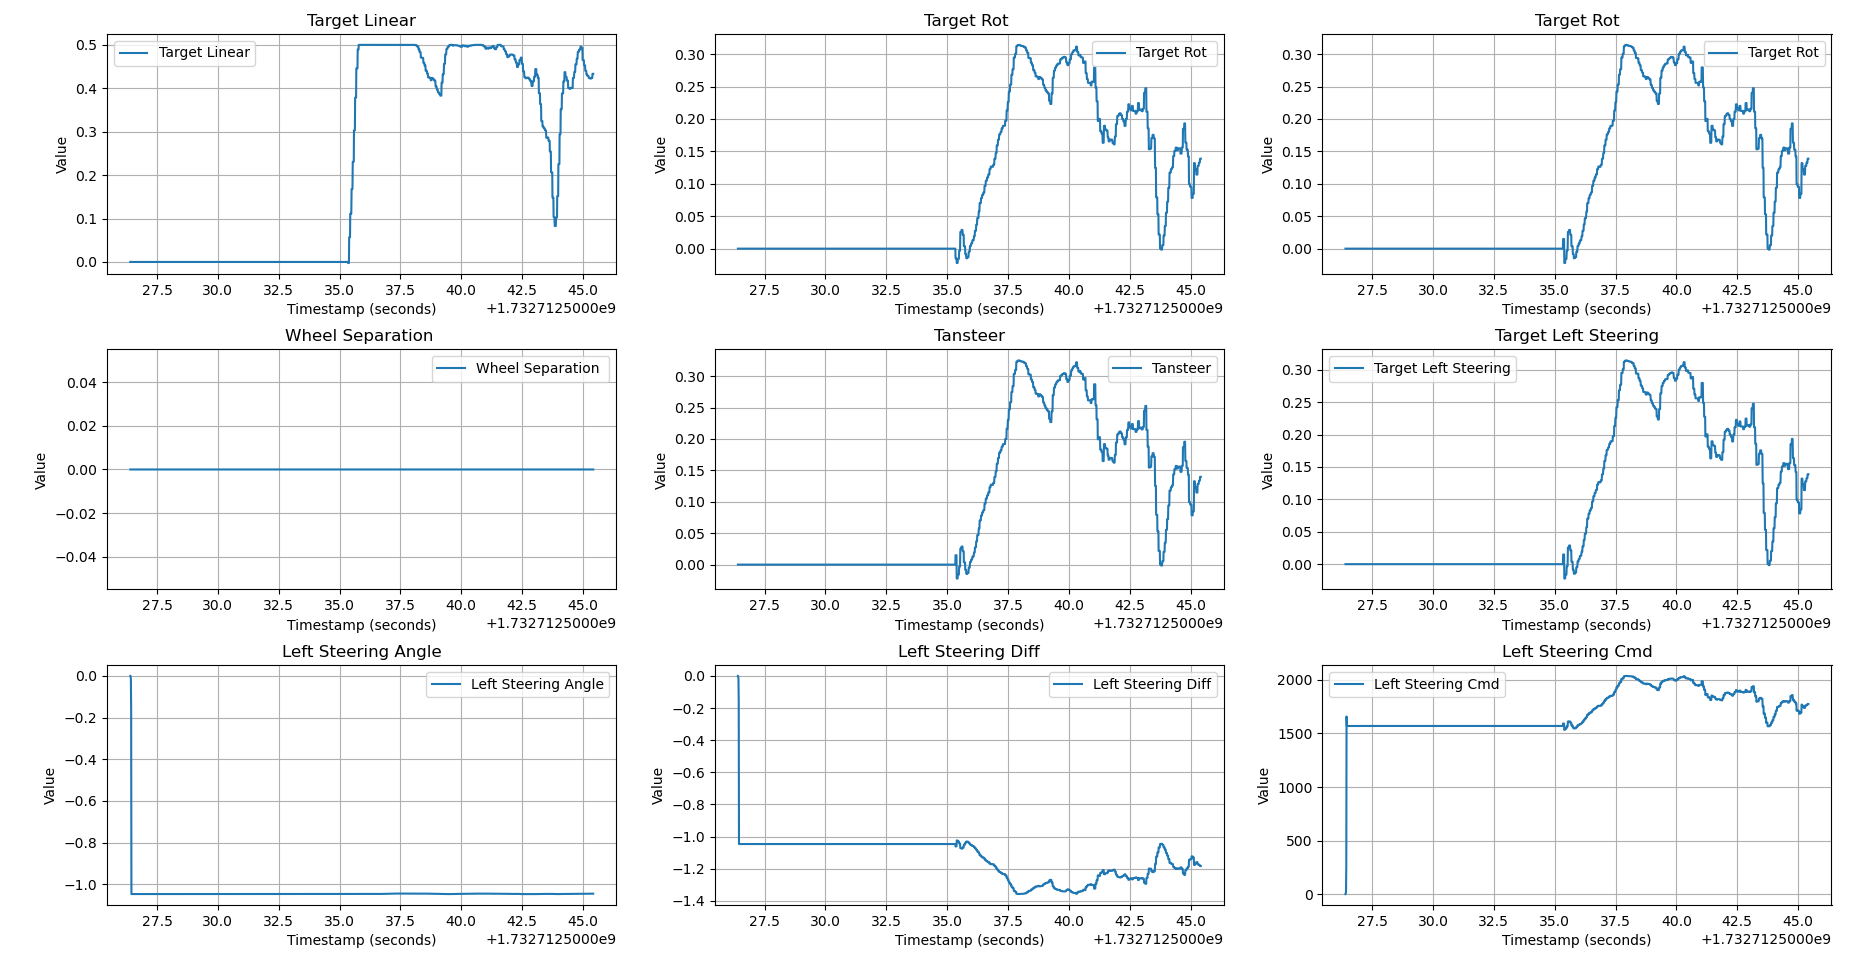 Target Linear
Target Linear
0.5
0.4
0.3
0.2
0.1
0.0
Value
27.5 30.0 32.5 35.0 37.5 40.0 42.5 45.0
Timestamp (seconds)
+1.7327125000e9
Target Rot
Target Rot
0.30
0.25
0.20
0.15
0.10
0.05
0.00
Value
27.5 30.0 32.5 35.0 37.5 40.0 42.5 45.0
Timestamp (seconds)
+1.7327125000e9
Target Rot
Target Rot
0.30
0.25
0.20
0.15
0.10
0.05
0.00
Value
27.5 30.0 32.5 35.0 37.5 40.0 42.5 45.0
Timestamp (seconds)
+1.7327125000e9
Wheel Separation
Wheel Separation
0.04
0.02
0.00
−0.02
−0.04
Value
27.5 30.0 32.5 35.0 37.5 40.0 42.5 45.0
Timestamp (seconds)
+1.7327125000e9
Tansteer
Tansteer
0.30
0.25
0.20
0.15
0.10
0.05
0.00
Value
27.5 30.0 32.5 35.0 37.5 40.0 42.5 45.0
Timestamp (seconds)
+1.7327125000e9
Target Left Steering
Target Left Steering
0.30
0.25
0.20
0.15
0.10
0.05
0.00
Value
27.5 30.0 32.5 35.0 37.5 40.0 42.5 45.0
Timestamp (seconds)
+1.7327125000e9
Left Steering Angle
Left Steering Angle
0.0
−0.2
−0.4
−0.6
−0.8
−1.0
Value
27.5 30.0 32.5 35.0 37.5 40.0 42.5 45.0
Timestamp (seconds)
+1.7327125000e9
Left Steering Diff
Left Steering Diff
0.0
−0.2
−0.4
−0.6
−0.8
−1.0
−1.2
−1.4
Value
27.5 30.0 32.5 35.0 37.5 40.0 42.5 45.0
Timestamp (seconds)
+1.7327125000e9
Left Steering Cmd
Left Steering Cmd
2000
1500
1000
500
0
Value
27.5 30.0 32.5 35.0 37.5 40.0 42.5 45.0
Timestamp (seconds)
+1.7327125000e9